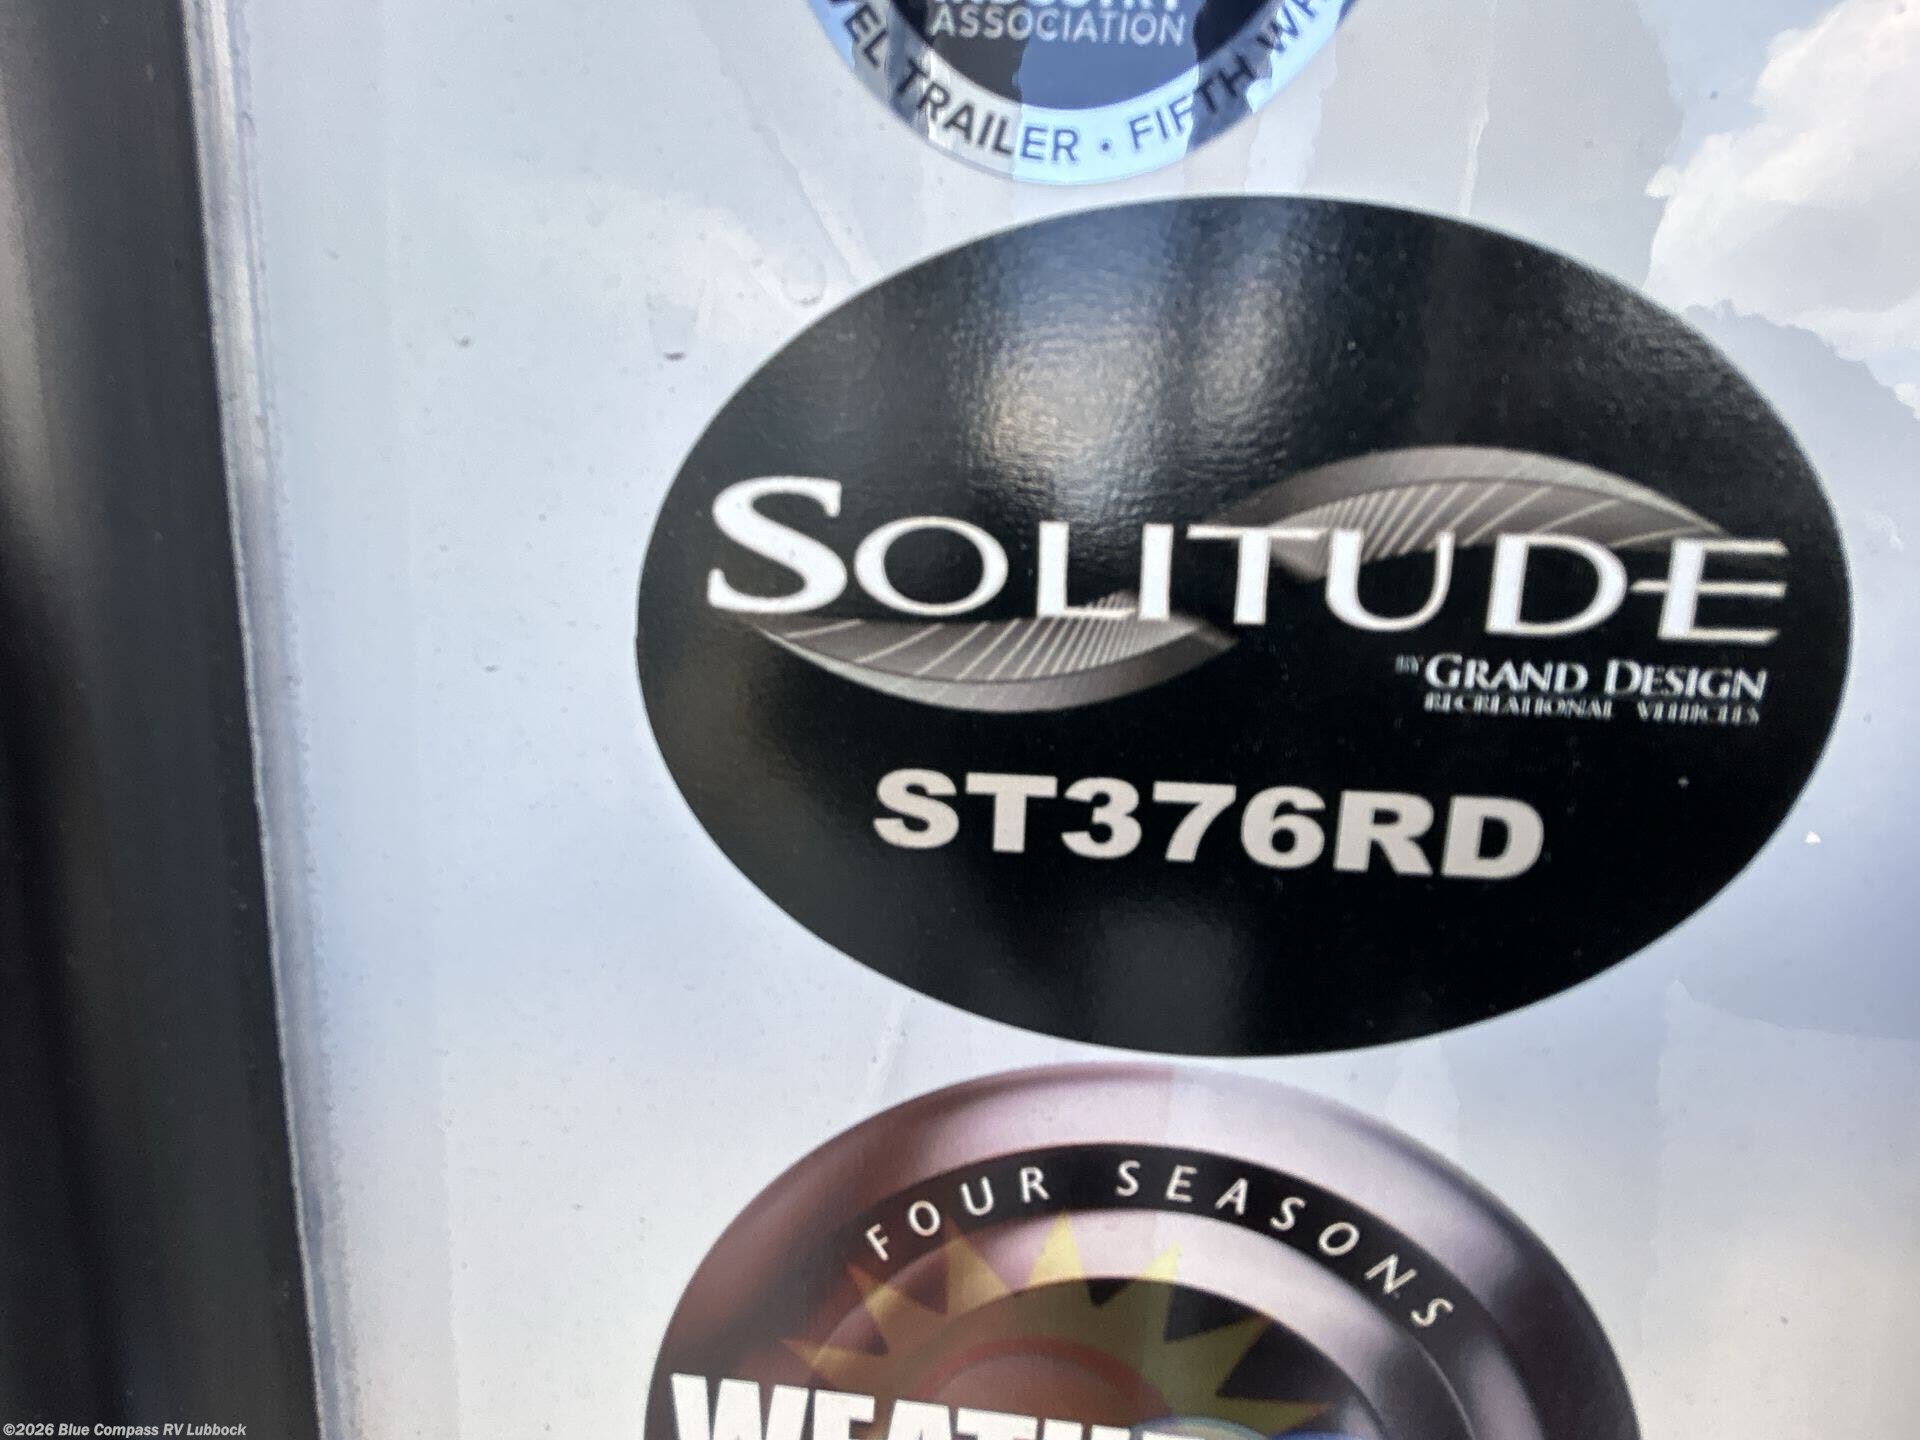 ASSOCIATION
TRAILER • FIFTH
SOLITUDE
BY GRAND DESIGN
RECREATIONAL VEHICLES
ST376RD
FOUR SEASONS
©2026 Blue Compass RV Lubbock